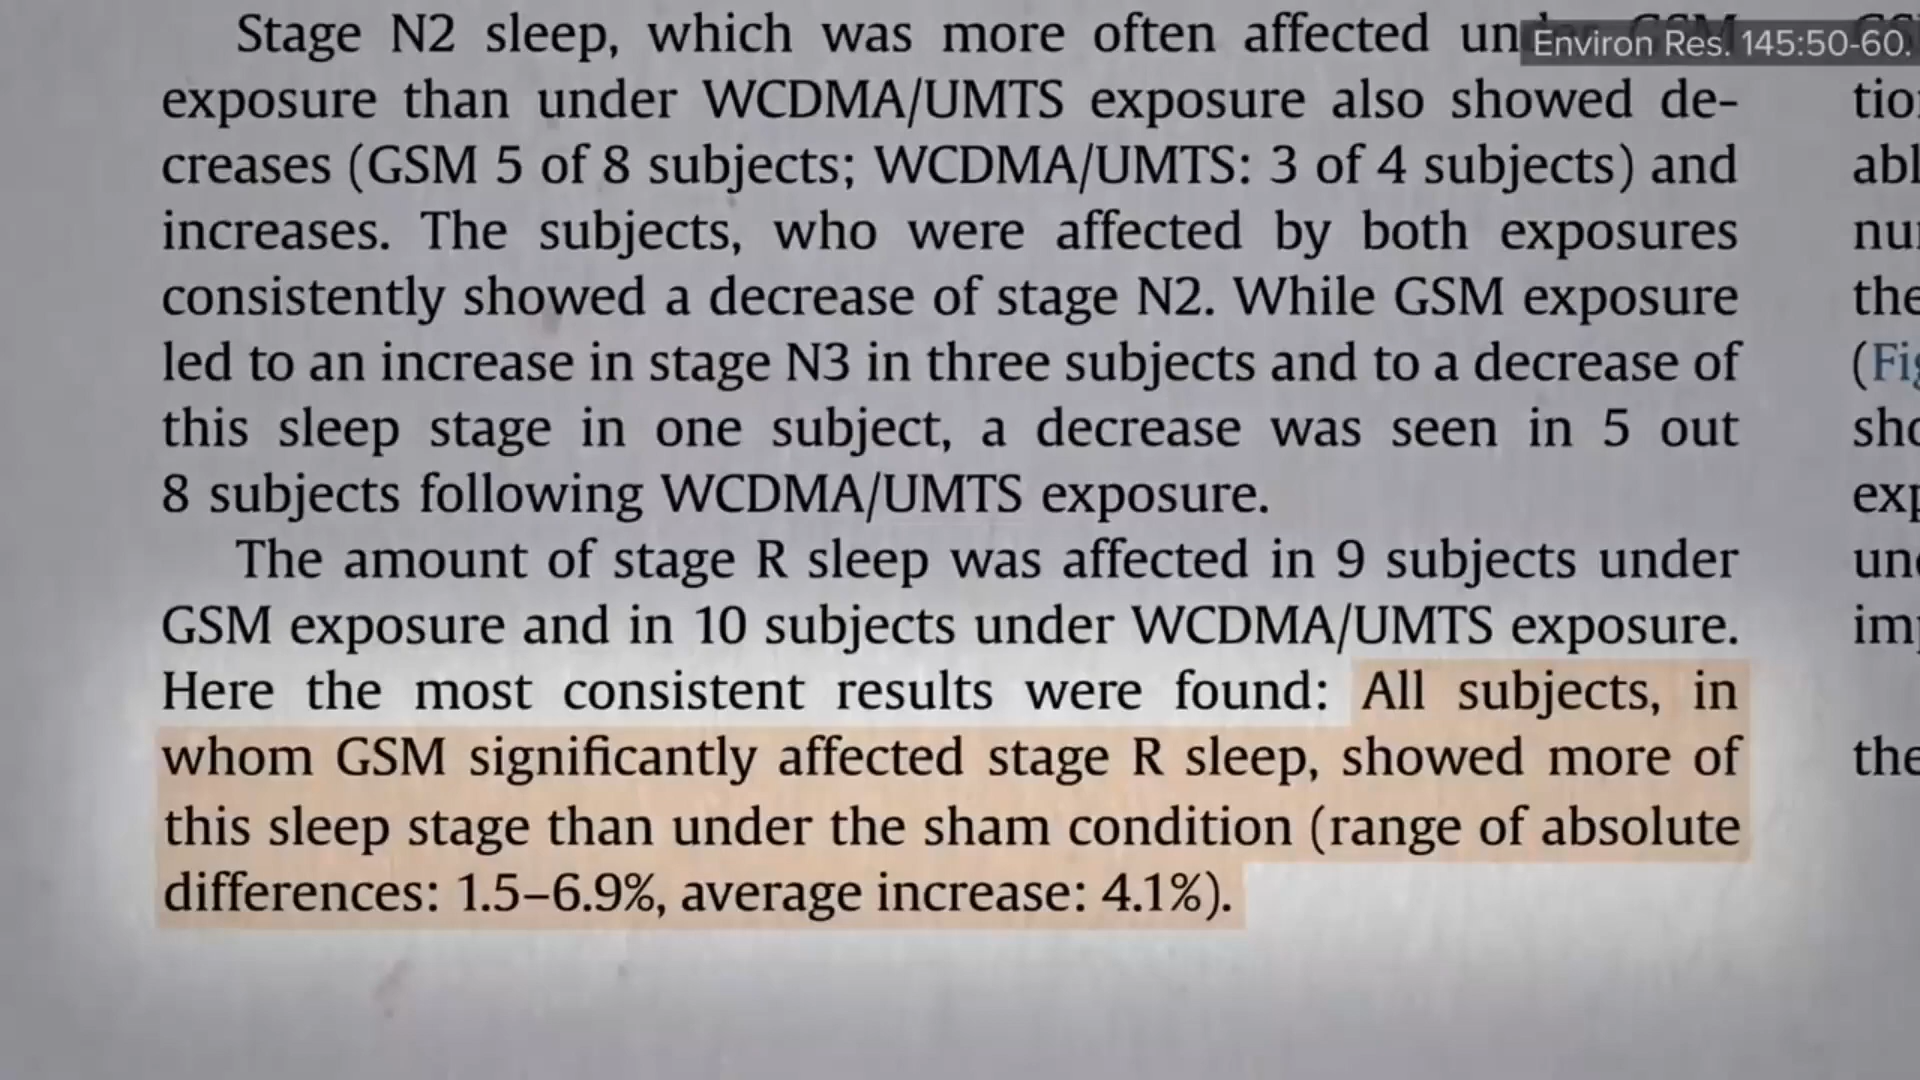 Stage N2 sleep, which was more often affected under GSM
Environ Res. 145:50-60.
exposure than under WCDMA/UMTS exposure also showed de-
creases (GSM 5 of 8 subjects; WCDMA/UMTS: 3 of 4 subjects) and
increases. The subjects, who were affected by both exposures
consistently showed a decrease of stage N2. While GSM exposure
led to an increase in stage N3 in three subjects and to a decrease of
this sleep stage in one subject, a decrease was seen in 5 out
8 subjects following WCDMA/UMTS exposure.
The amount of stage R sleep was affected in 9 subjects under
GSM exposure and in 10 subjects under WCDMA/UMTS exposure.
Here the most consistent results were found: All subjects, in
whom GSM significantly affected stage R sleep, showed more of
this sleep stage than under the sham condition (range of absolute
differences: 1.5–6.9%, average increase: 4.1%).